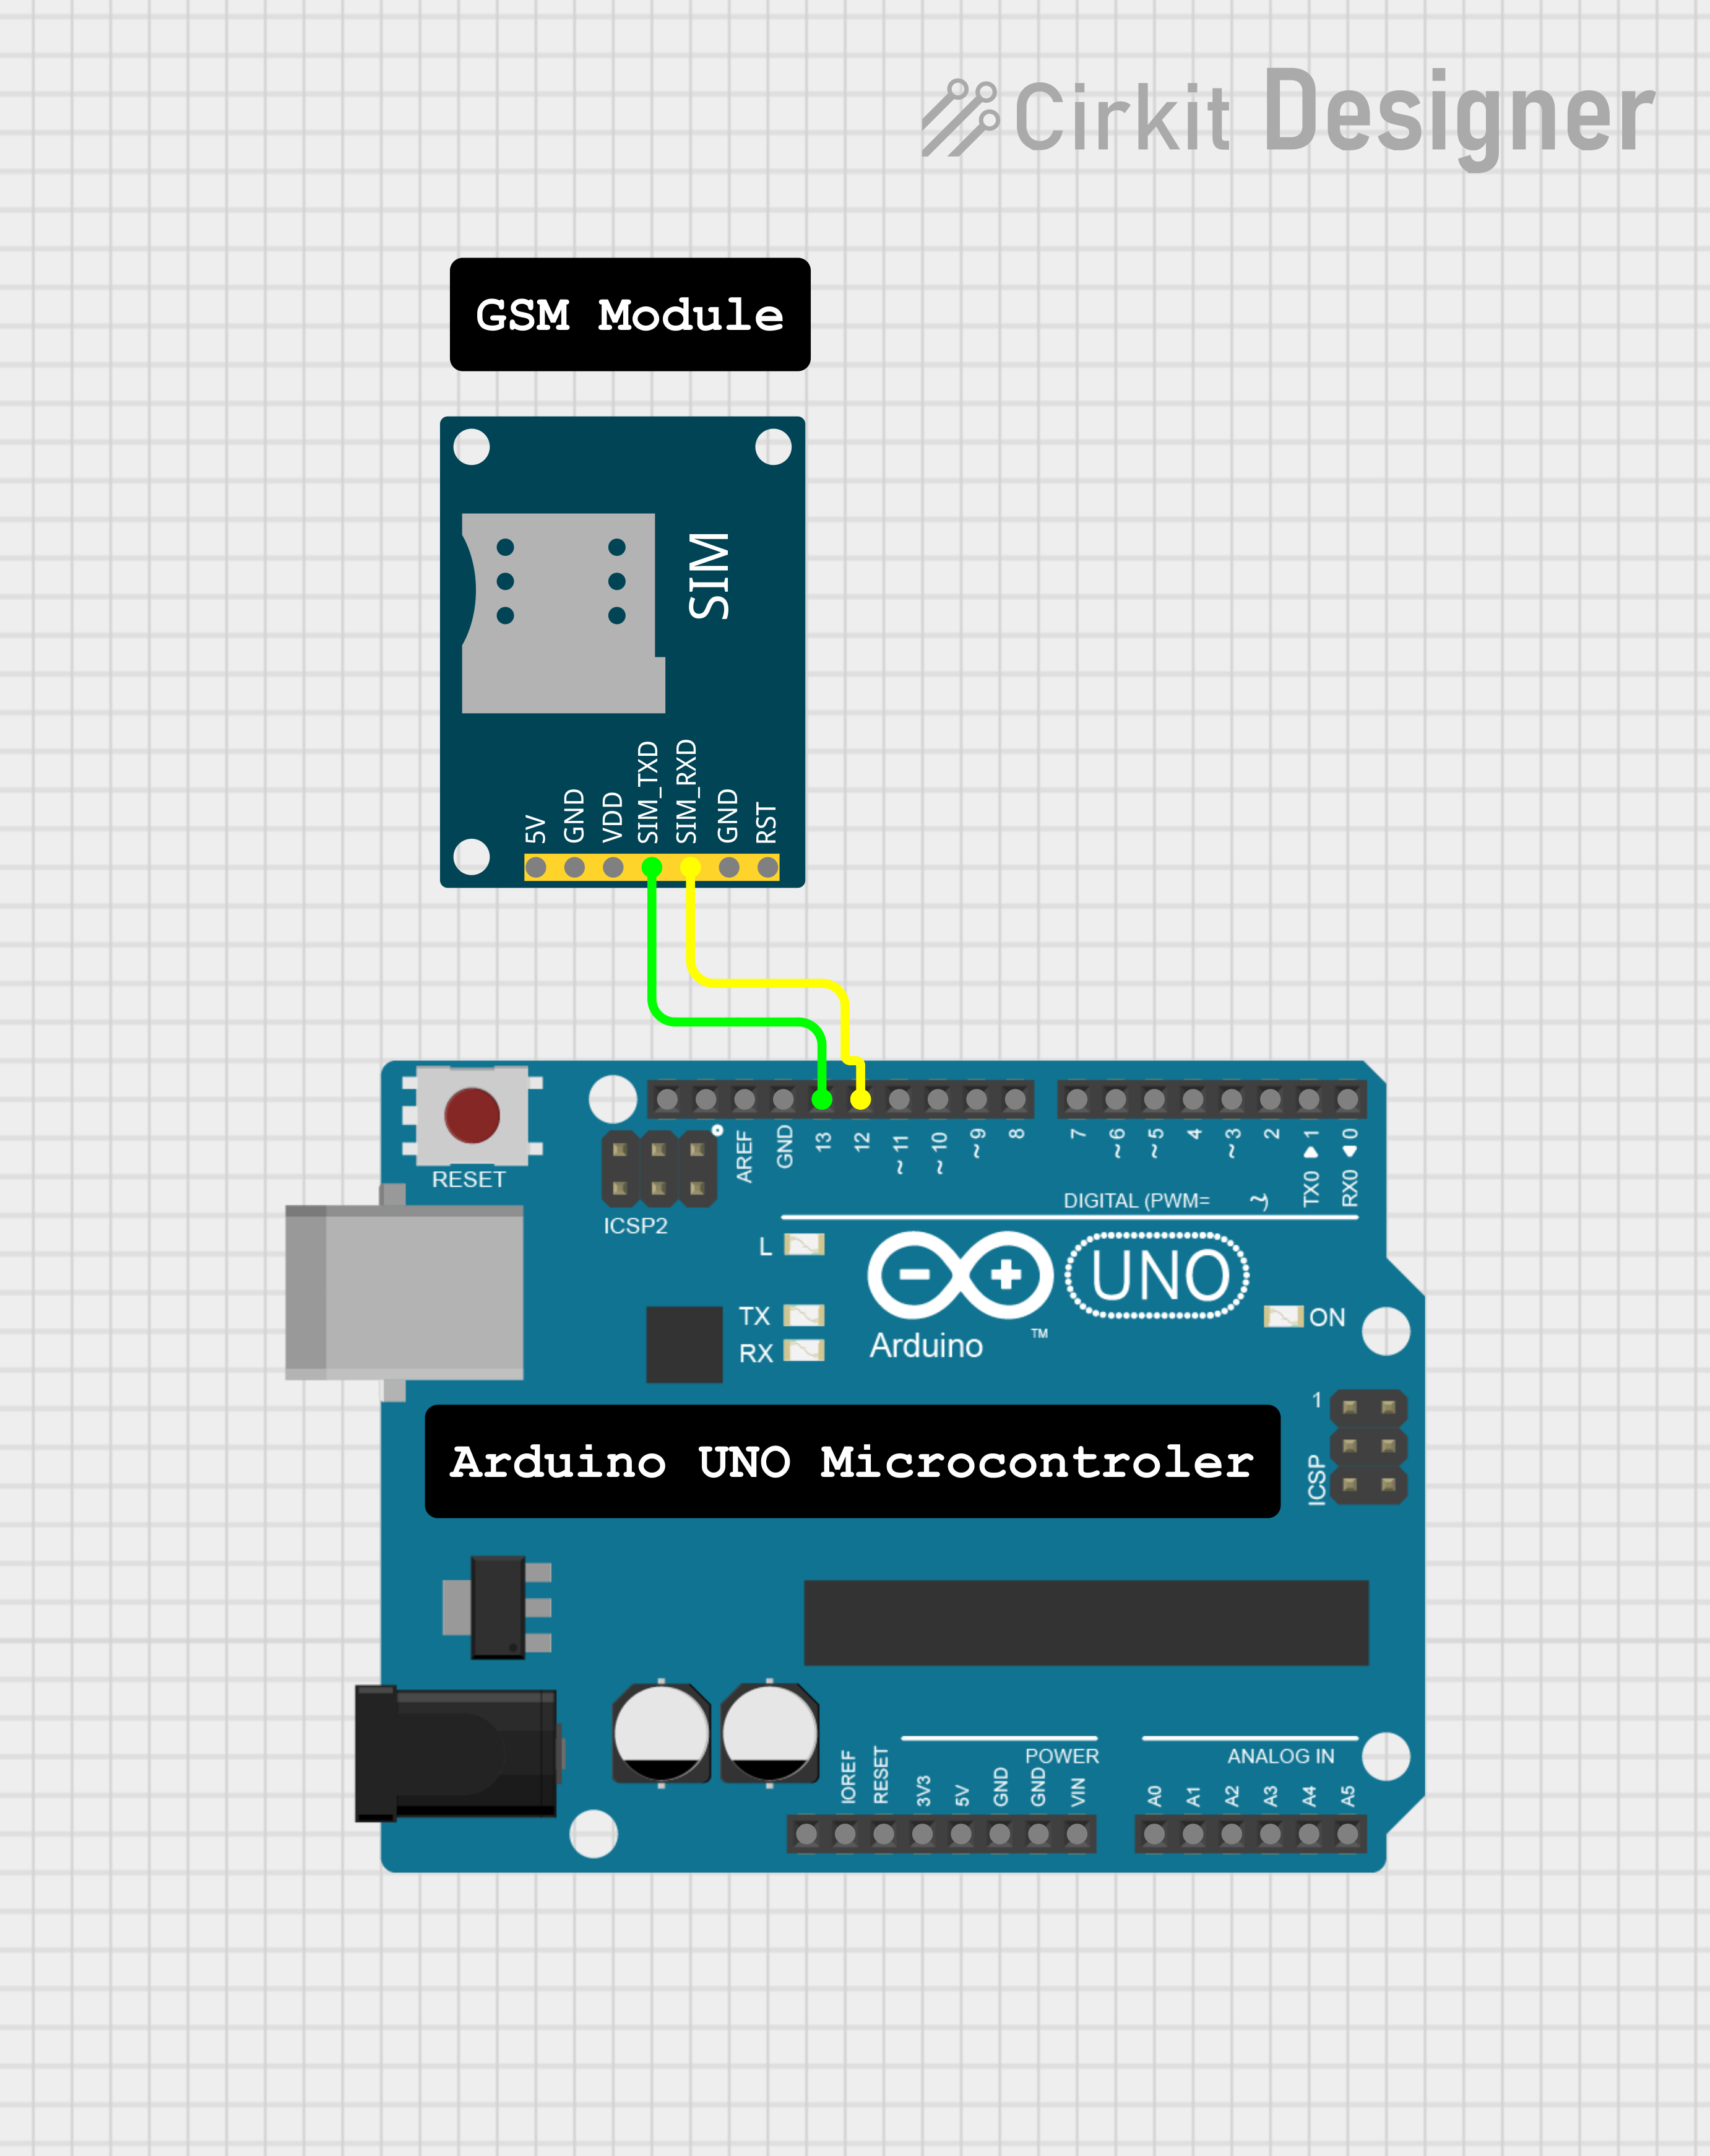 Cirkit Designer
GSM Module
SIM
5V
GND
VDD
SIM_TXD
SIM_RXD
GND
RST
RESET
ICSP2
AREF
GND
13
12
~11
~10
~9
8
7
~6
~5
4
~3
2
TX0 ▶ 1
RX0 ◀ 0
DIGITAL (PWM= ~)
L
TX
RX
Arduino
™
UNO
ON
1
ICSP
Arduino UNO Microcontroler
IOREF
RESET
3V3
5V
GND
GND
VIN
POWER
ANALOG IN
A0
A1
A2
A3
A4
A5